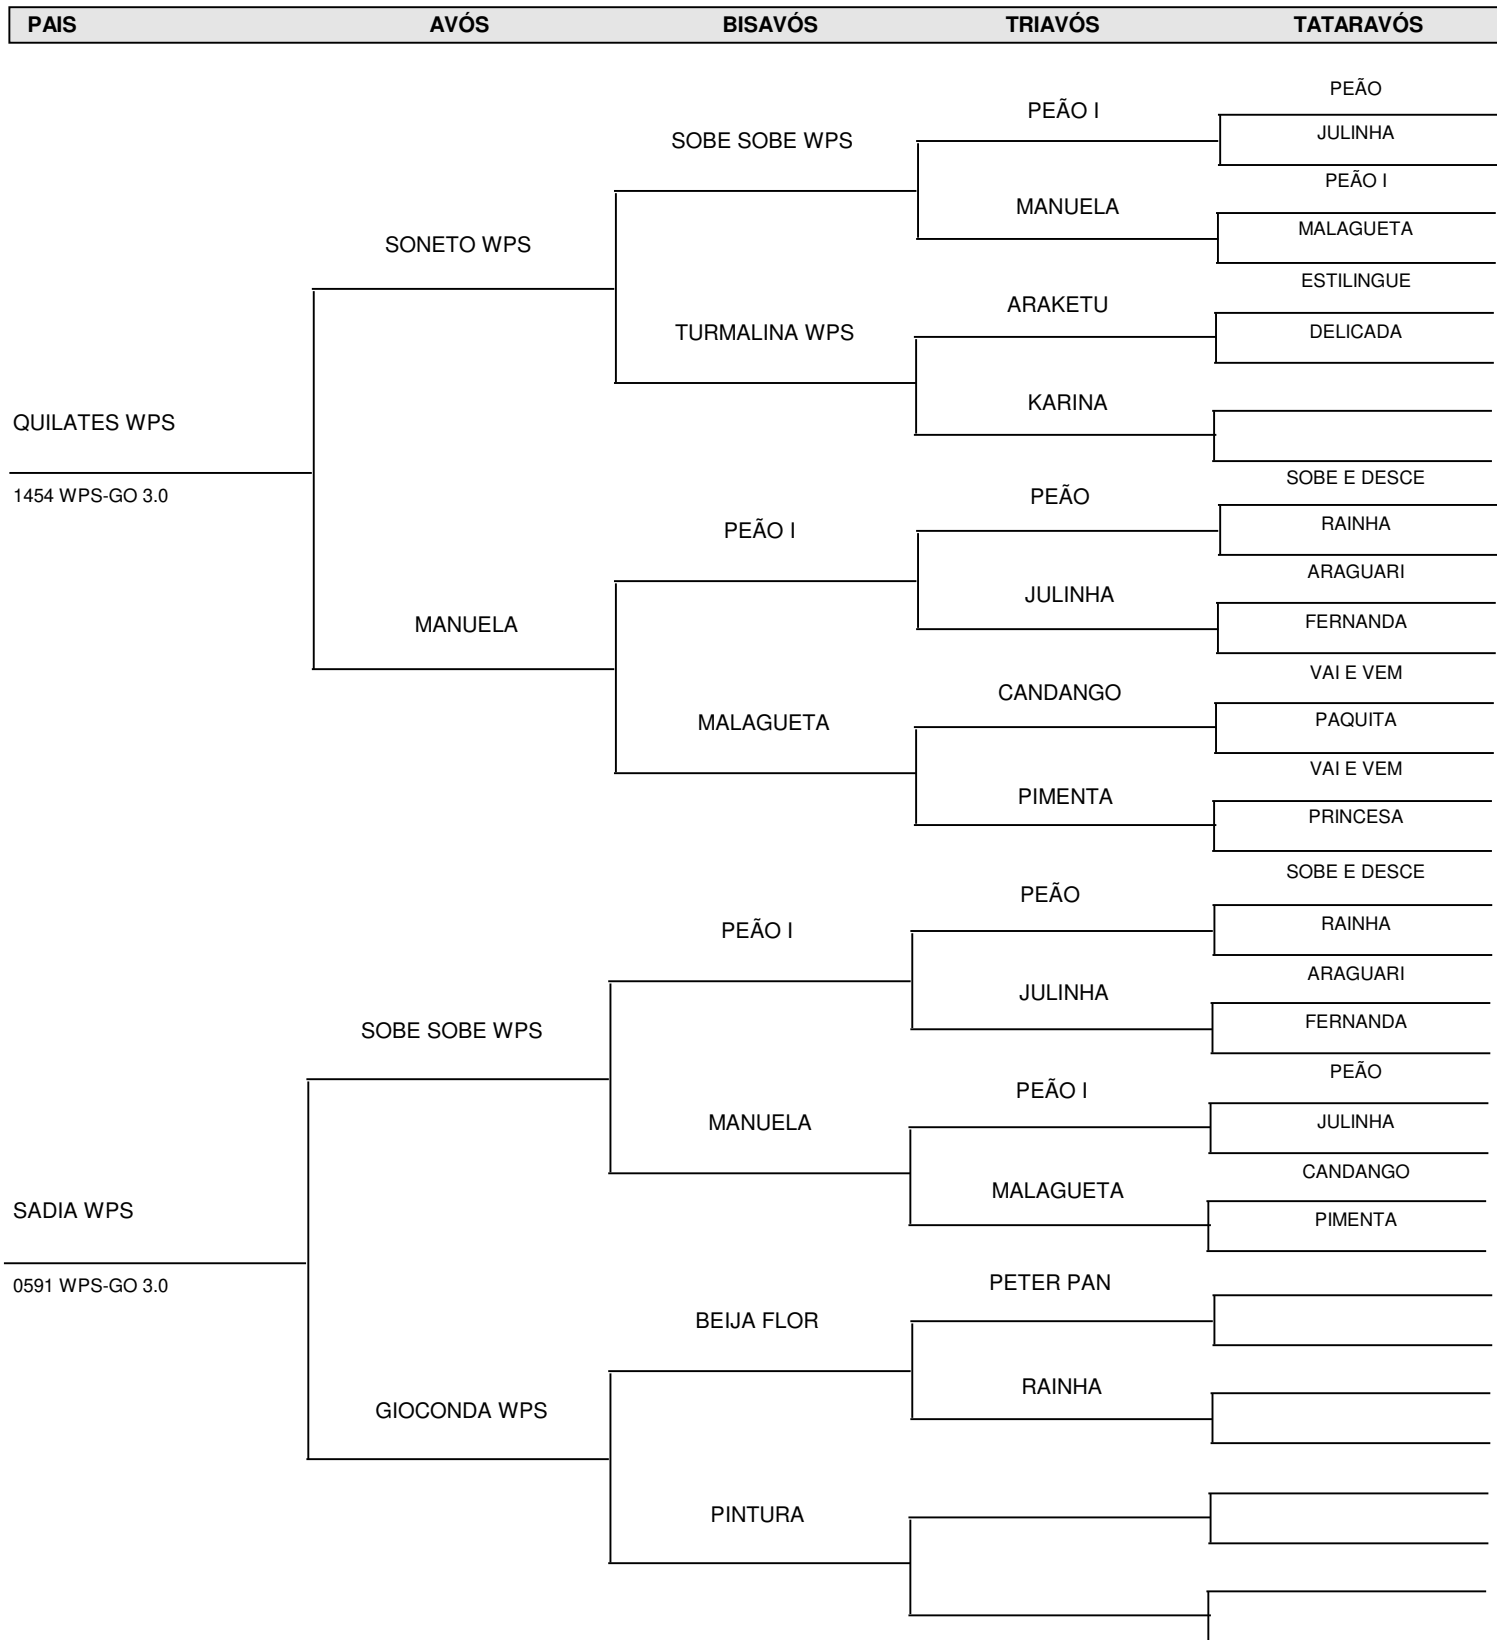 PAIS AVÓS BISAVÓS TRIAVÓS TATARAVÓS
PEÃO
PEÃO I
JULINHA
SOBE SOBE WPS
PEÃO I
MANUELA
MALAGUETA
SONETO WPS
ESTILINGUE
ARAKETU
DELICADA
TURMALINA WPS
KARINA
QUILATES WPS
SOBE E DESCE
1454 WPS-GO 3.0
PEÃO
RAINHA
PEÃO I
ARAGUARI
JULINHA
FERNANDA
MANUELA
VAI E VEM
CANDANGO
PAQUITA
MALAGUETA
VAI E VEM
PIMENTA
PRINCESA
SOBE E DESCE
PEÃO
RAINHA
PEÃO I
ARAGUARI
JULINHA
FERNANDA
SOBE SOBE WPS
PEÃO
PEÃO I
JULINHA
MANUELA
CANDANGO
MALAGUETA
SADIA WPS
PIMENTA
0591 WPS-GO 3.0
PETER PAN
BEIJA FLOR
RAINHA
GIOCONDA WPS
PINTURA